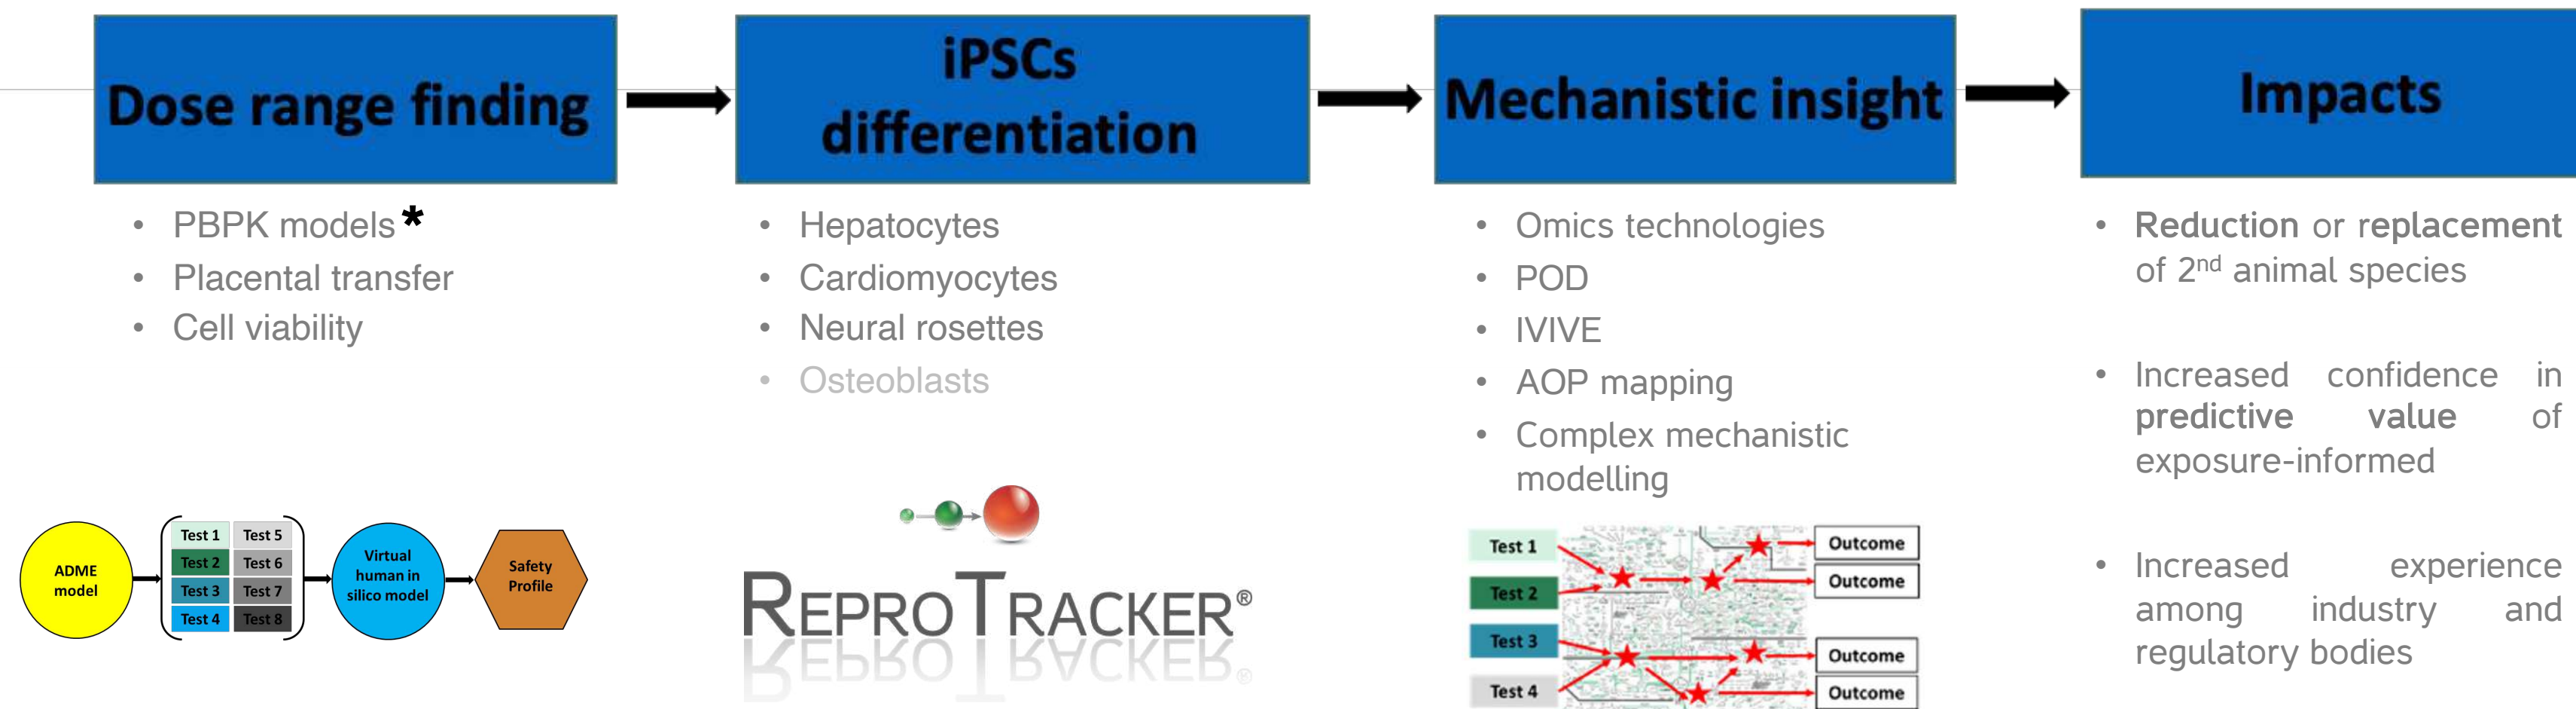 Dose range finding
• PBPK models *
• Placental transfer
• Cell viability
ADME
model
Test 1
Test 5
Test 2
Test 6
Test 3
Test 7
Test 4
Test 8
Virtual
human in
silico model
Safety
Profile
iPSCs
differentiation
• Hepatocytes
• Cardiomyocytes
• Neural rosettes
• Osteoblasts
REPROTRACKER®
Mechanistic insight
• Omics technologies
• POD
• IVIVE
• AOP mapping
• Complex mechanistic
modelling
Test 1
Test 2
Test 3
Test 4
Outcome
Outcome
Outcome
Outcome
Impacts
• Reduction or replacement
of 2nd animal species
• Increased confidence in
predictive value of
exposure-informed
• Increased experience
among industry and
regulatory bodies